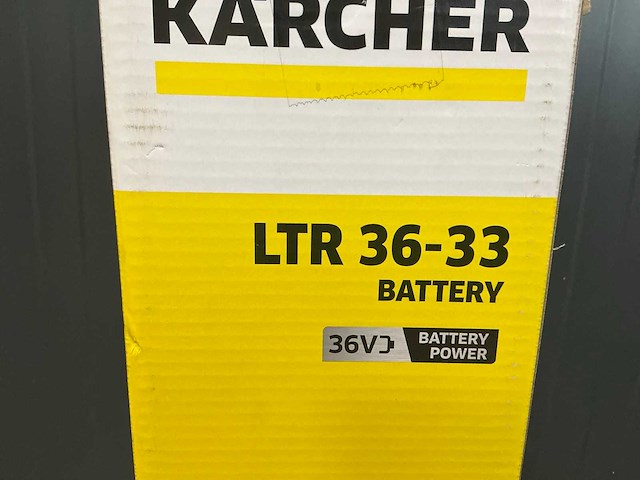 KÄRCHER
LTR 36-33
BATTERY
36V
BATTERY
POWER